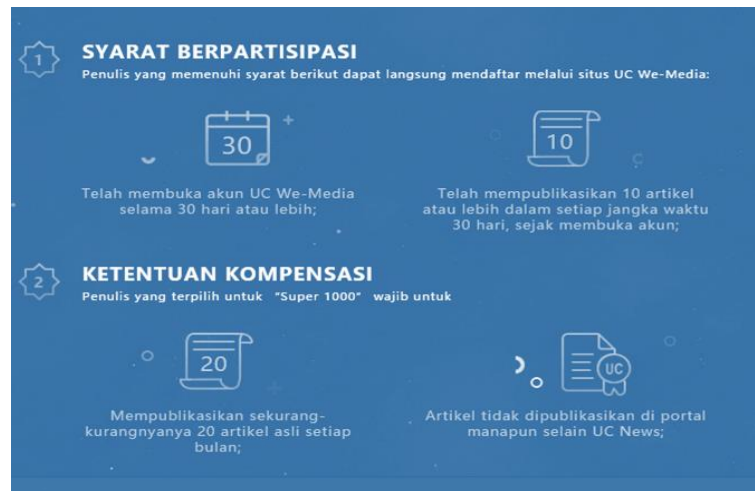 1
SYARAT BERPARTISIPASI
Penulis yang memenuhi syarat berikut dapat langsung mendaftar melalui situs UC We-Media:
30
10
Telah membuka akun UC We-Media
selama 30 hari atau lebih;
Telah mempublikasikan 10 artikel
atau lebih dalam setiap jangka waktu
30 hari, sejak membuka akun;
2
KETENTUAN KOMPENSASI
Penulis yang terpilih untuk "Super 1000" wajib untuk
20
UC
Mempublikasikan sekurang-
kurangnyanya 20 artikel asli setiap
bulan;
Artikel tidak dipublikasikan di portal
manapun selain UC News;